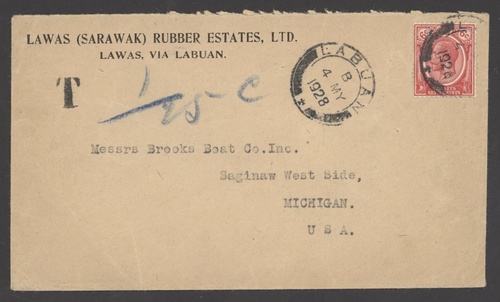 LAWAS (SARAWAK) RUBBER ESTATES, LTD.
LAWAS, VIA LABUAN.
T
LABUAN
B
4 MY
1928
Messrs Brooks Boat Co.Inc.
Saginaw West Side,
MICHIGAN.
U S A.